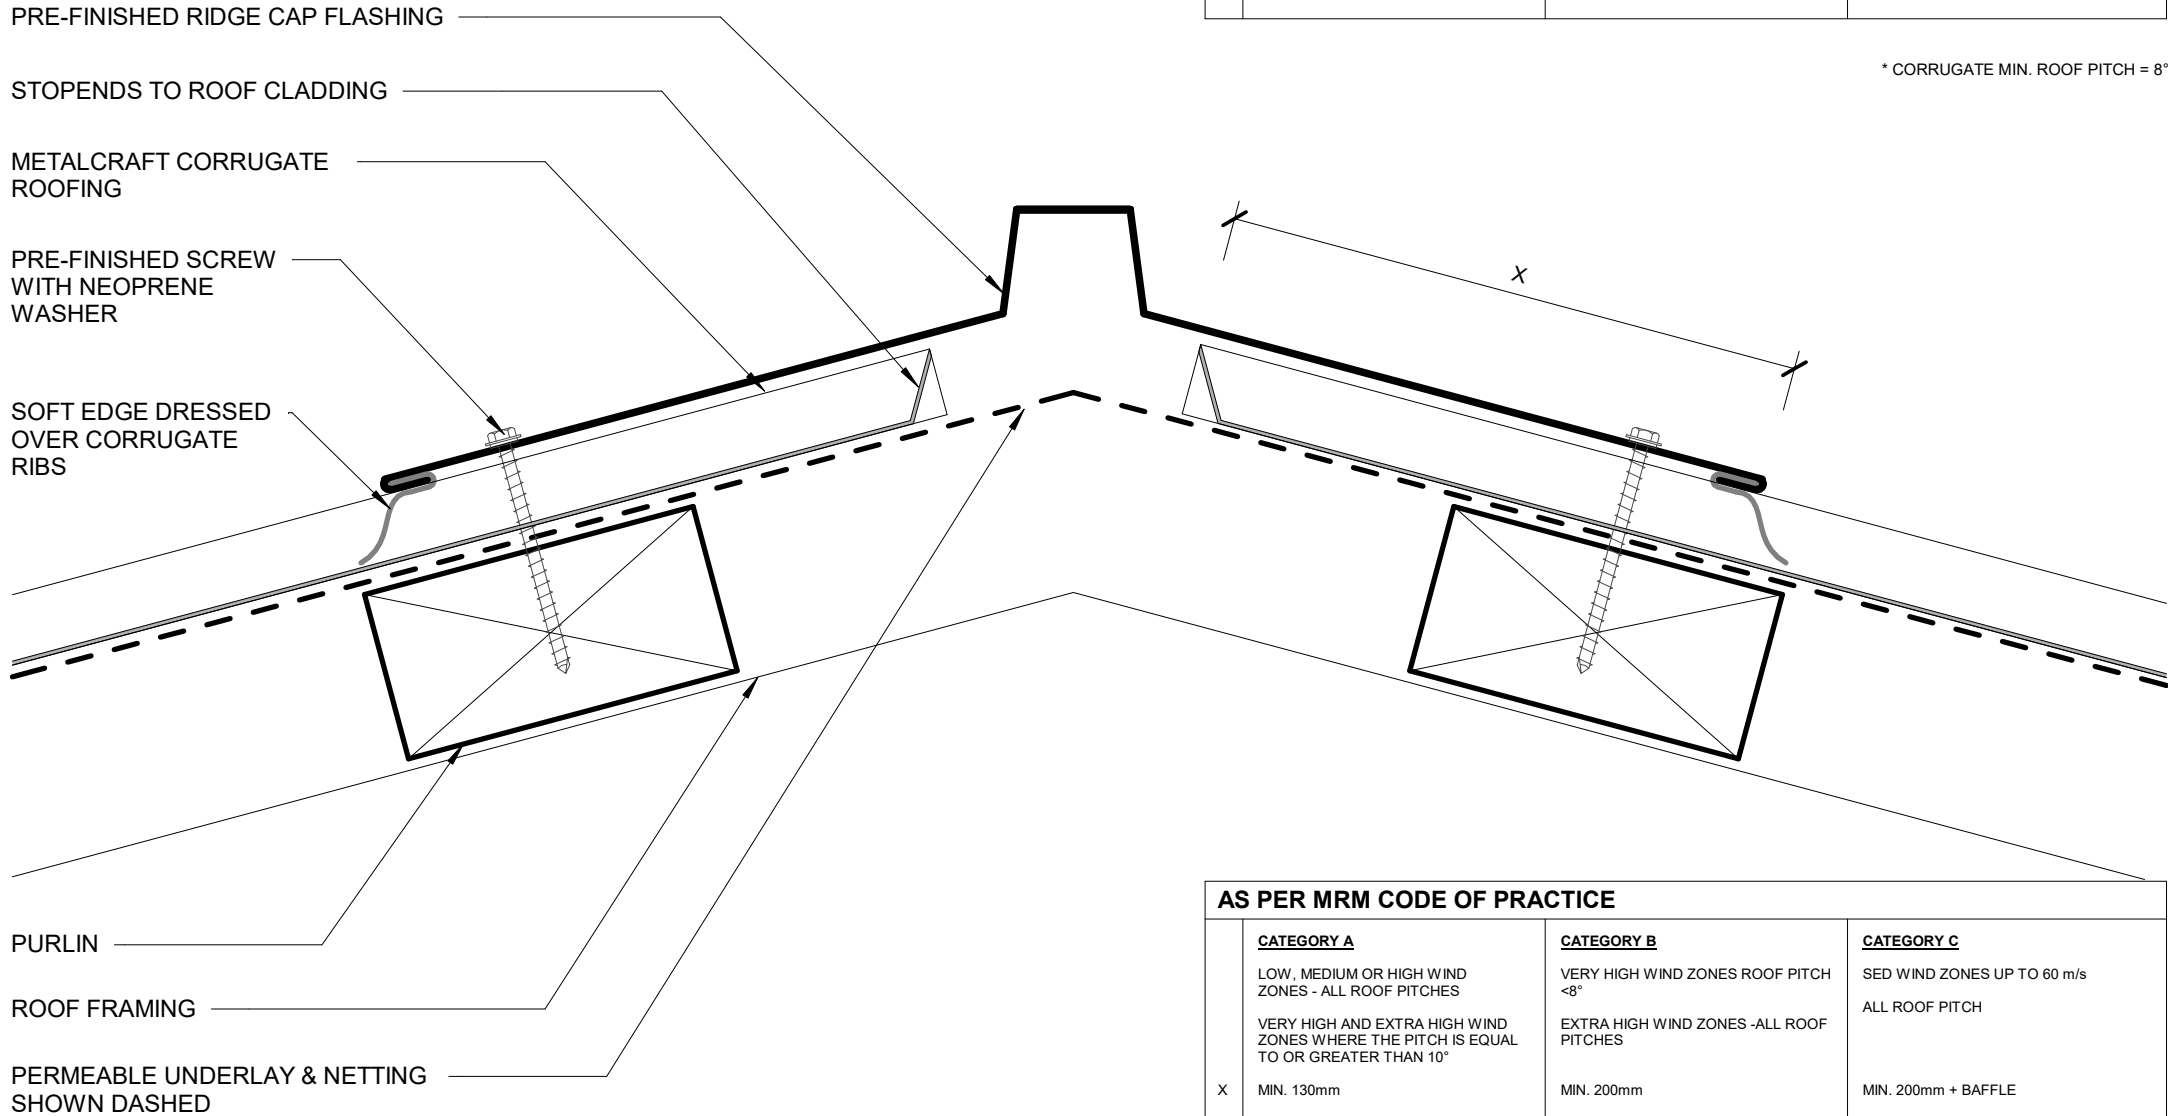 PRE-FINISHED RIDGE CAP FLASHING
STOPENDS TO ROOF CLADDING
METALCRAFT CORRUGATE
ROOFING
PRE-FINISHED SCREW
WITH NEOPRENE
WASHER
SOFT EDGE DRESSED
OVER CORRUGATE
RIBS
PURLIN
ROOF FRAMING
PERMEABLE UNDERLAY & NETTING
SHOWN DASHED
* CORRUGATE MIN. ROOF PITCH = 8°
X
AS PER MRM CODE OF PRACTICE
CATEGORY A
LOW, MEDIUM OR HIGH WIND
ZONES - ALL ROOF PITCHES
VERY HIGH AND EXTRA HIGH WIND
ZONES WHERE THE PITCH IS EQUAL
TO OR GREATER THAN 10°
CATEGORY B
VERY HIGH WIND ZONES ROOF PITCH
<8°
EXTRA HIGH WIND ZONES -ALL ROOF
PITCHES
CATEGORY C
SED WIND ZONES UP TO 60 m/s
ALL ROOF PITCH
X MIN. 130mm MIN. 200mm MIN. 200mm + BAFFLE